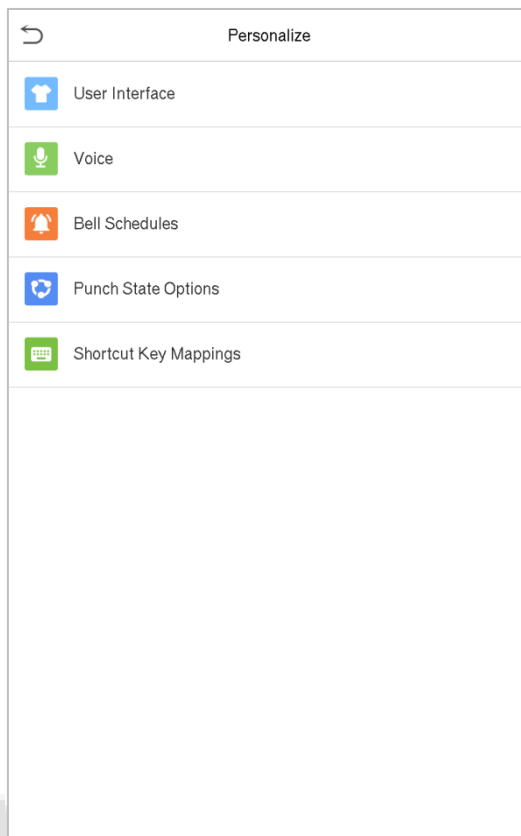 Personalize
User Interface
Voice
Bell Schedules
Punch State Options
Shortcut Key Mappings